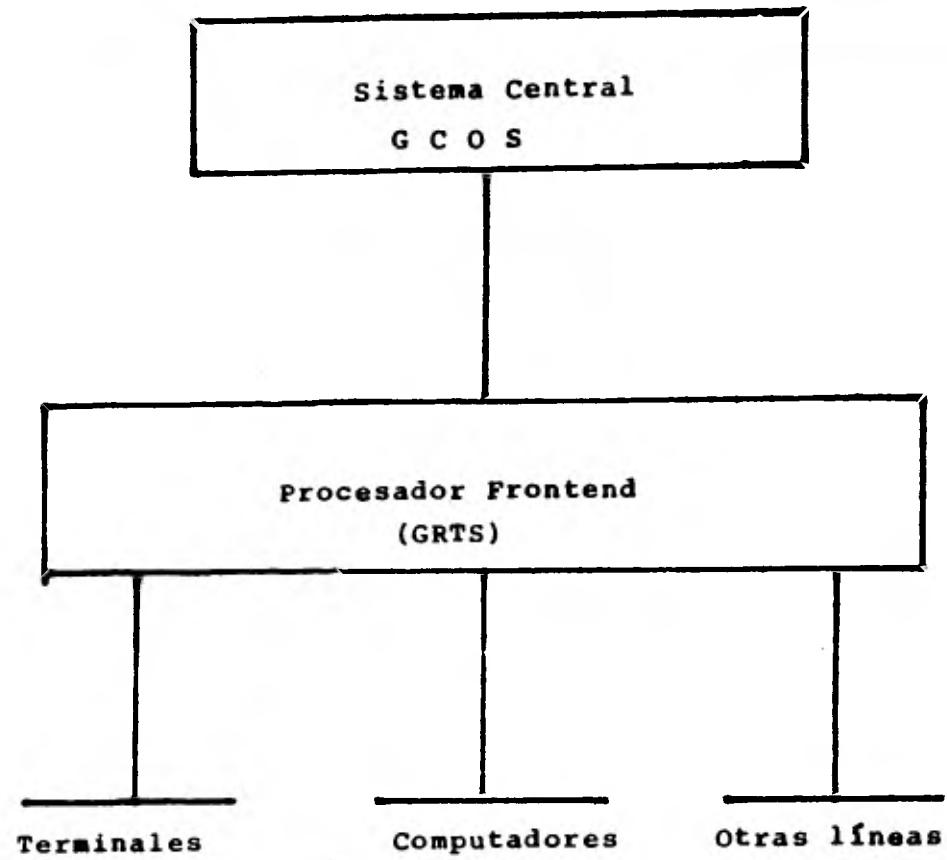 Sistema Central
G C O S
Procesador Frontend
(GRTS)
Terminales
Computadores
Otras líneas